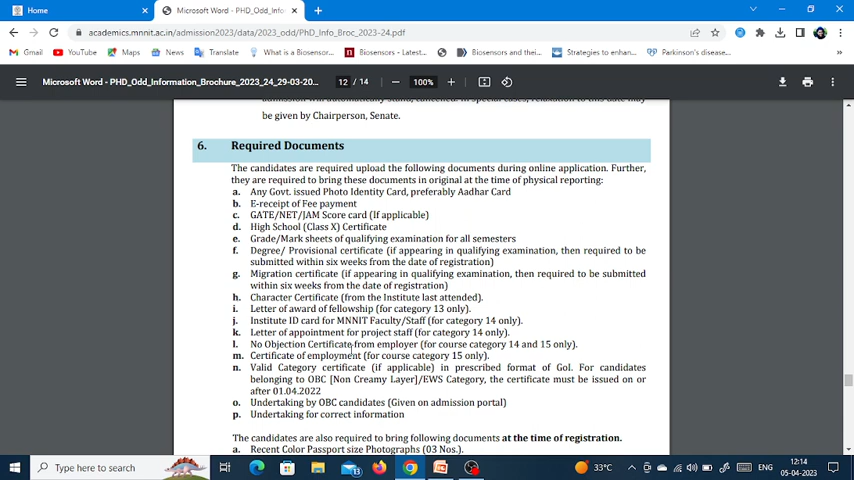 Home
Microsoft Word - PhD_Odd_Info
academics.mnnit.ac.in/admission2023/data/2023_odd/PhD_Info_Broc_2023-24.pdf
Gmail YouTube Maps News Translate What is a Biosensor... Biosensors - Latest... Biosensors and thei... Strategies to enhan... Parkinson's disease...
Microsoft Word - PHD_Odd_Information_Brochure_2023_24_29-03-20... 12 / 14 100%
be given by Chairperson, Senate.
6. Required Documents
The candidates are required upload the following documents during online application. Further,
they are required to bring these documents in original at the time of physical reporting:
a. Any Govt. issued Photo Identity Card, preferably Aadhar Card
b. E-receipt of Fee payment
c. GATE/NET/JAM Score card (If applicable)
d. High School (Class X) Certificate
e. Grade/Mark sheets of qualifying examination for all semesters
f. Degree/ Provisional certificate (if appearing in qualifying examination, then required to be
submitted within six weeks from the date of registration)
g. Migration certificate (if appearing in qualifying examination, then required to be submitted
within six weeks from the date of registration)
h. Character Certificate (from the Institute last attended).
i. Letter of award of fellowship (for category 13 only).
j. Institute ID card for MNNIT Faculty/Staff (for category 14 only).
k. Letter of appointment for project staff (for category 14 only).
l. No Objection Certificate from employer (for course category 14 and 15 only).
m. Certificate of employment (for course category 15 only).
n. Valid Category certificate (if applicable) in prescribed format of GoI. For candidates
belonging to OBC [Non Creamy Layer]/EWS Category, the certificate must be issued on or
after 01.04.2022
o. Undertaking by OBC candidates (Given on admission portal)
p. Undertaking for correct information
The candidates are also required to bring following documents at the time of registration.
a. Recent Color Passport size Photographs (03 Nos.).
Type here to search
33°C
ENG
12:14
05-04-2023